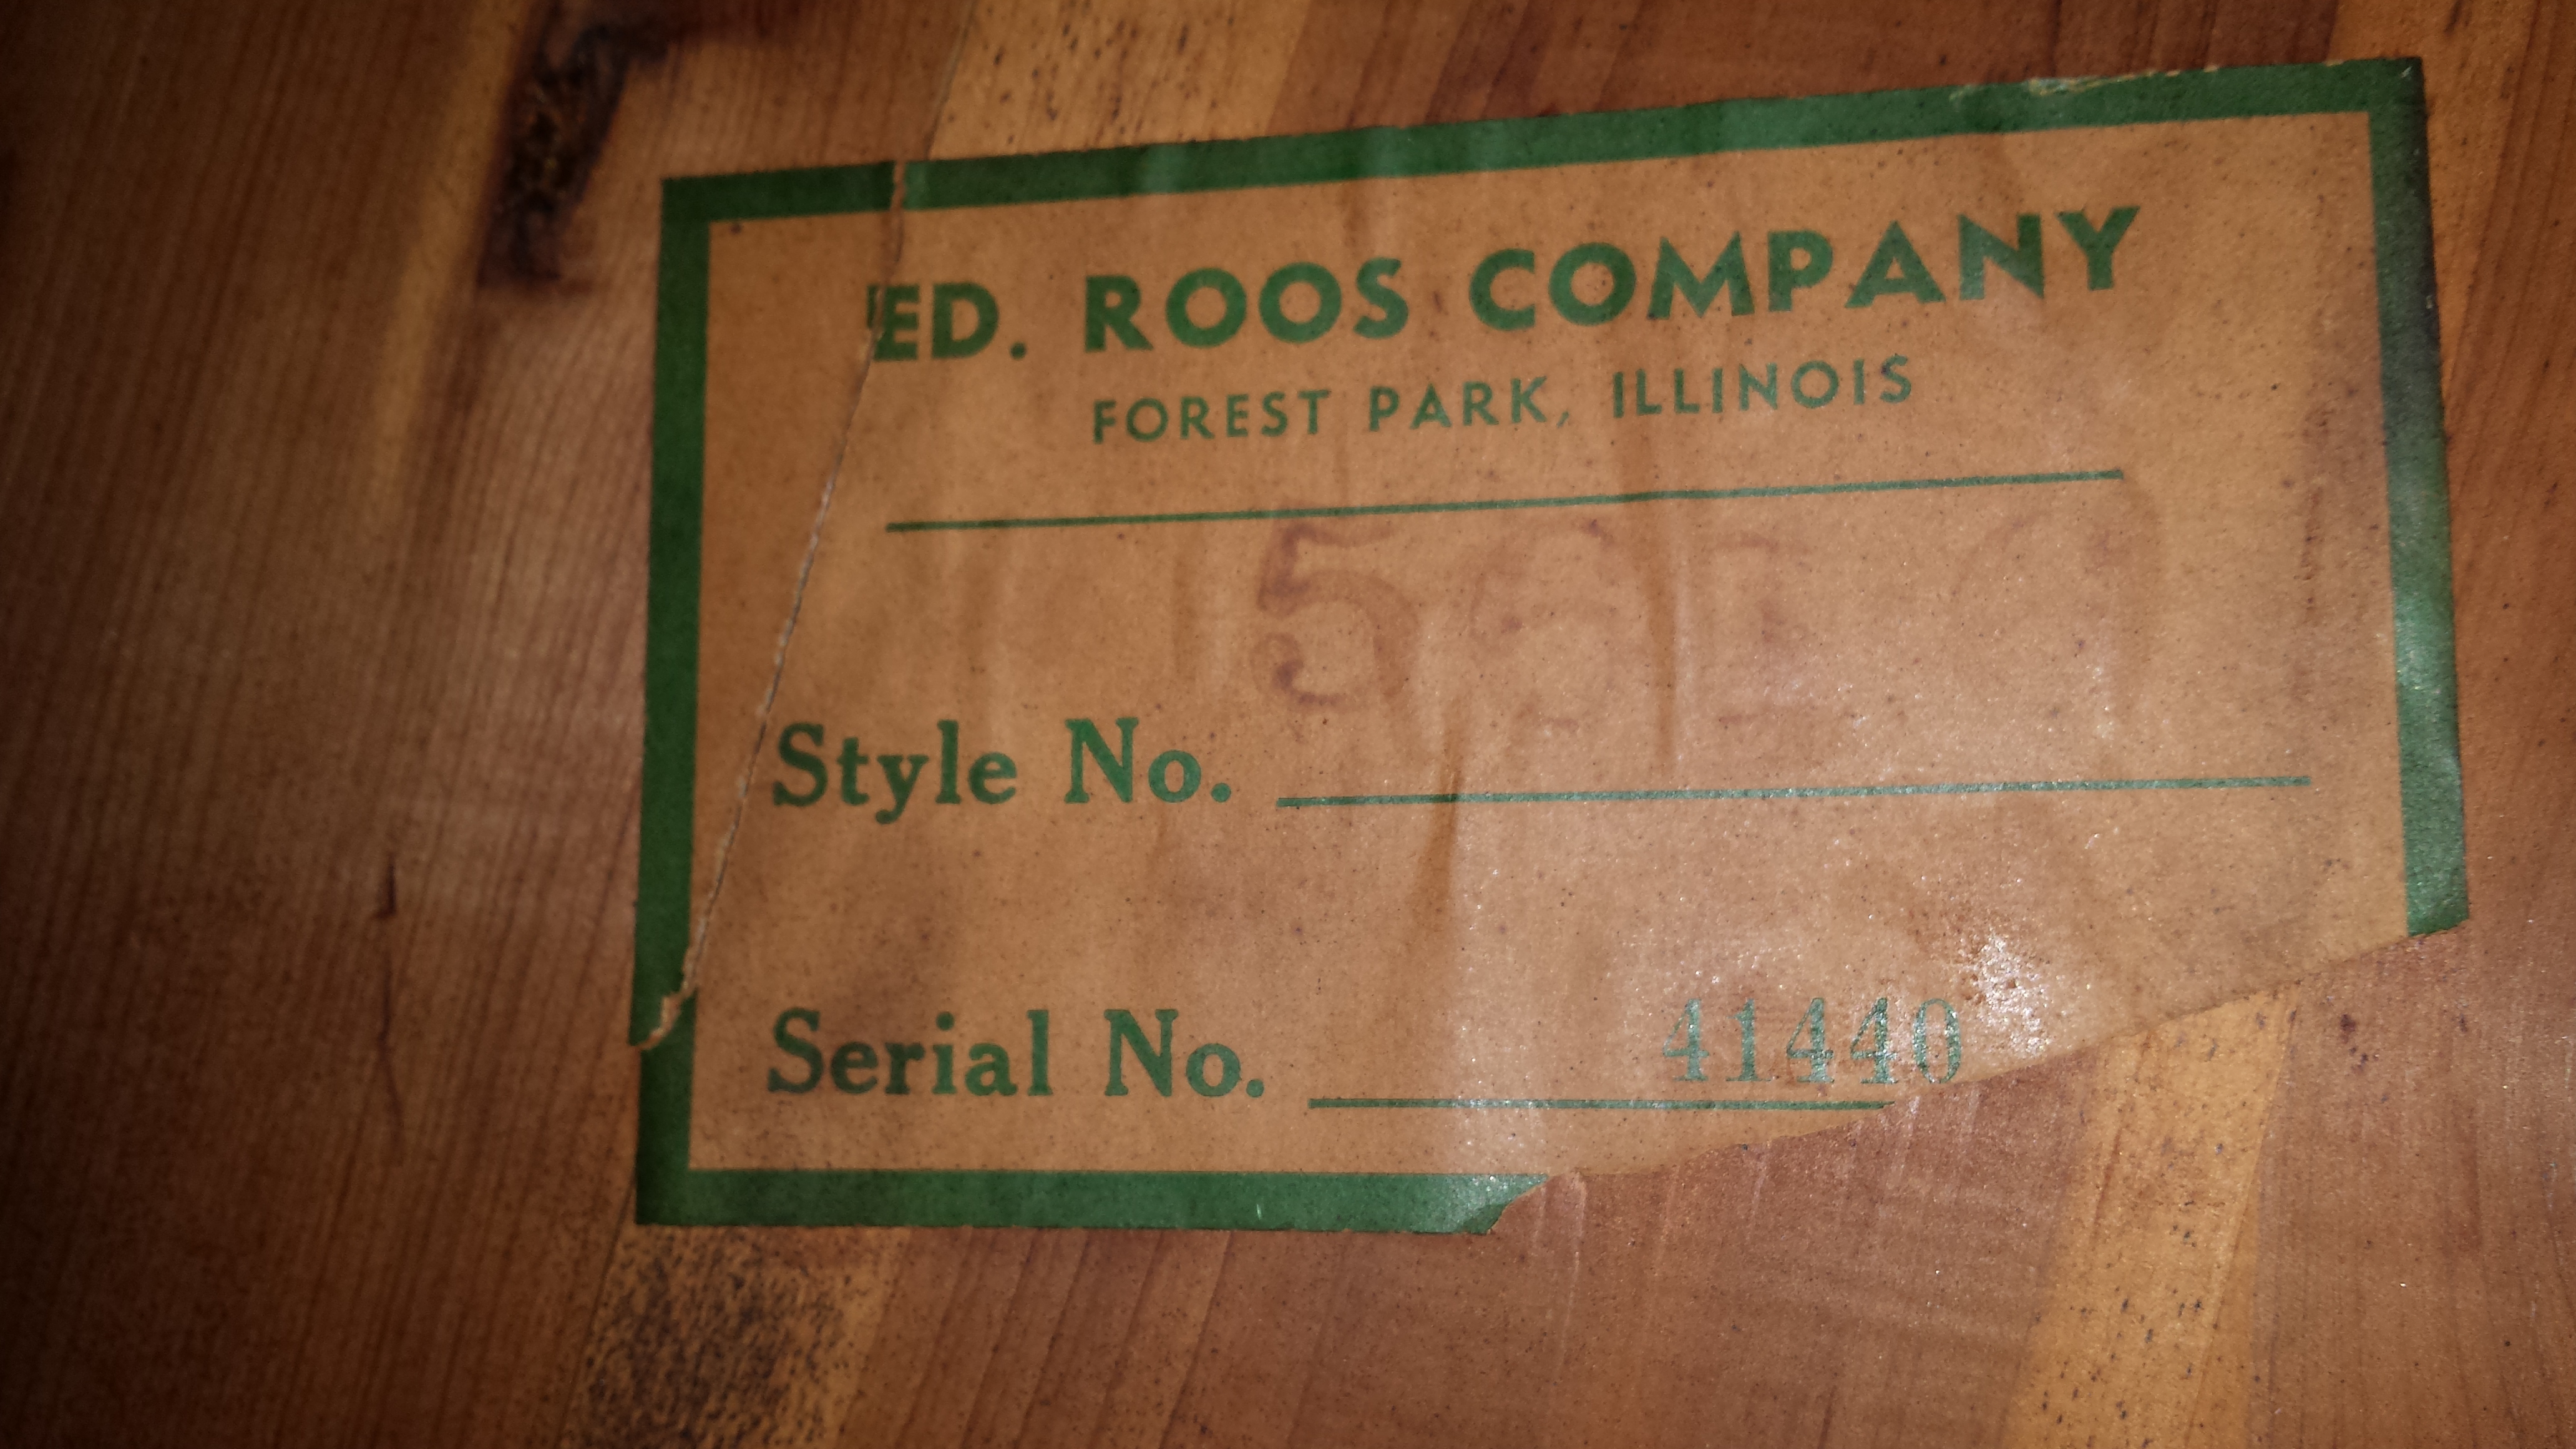 ED. ROOS COMPANY
FOREST PARK, ILLINOIS
Style No.
Serial No. 41440